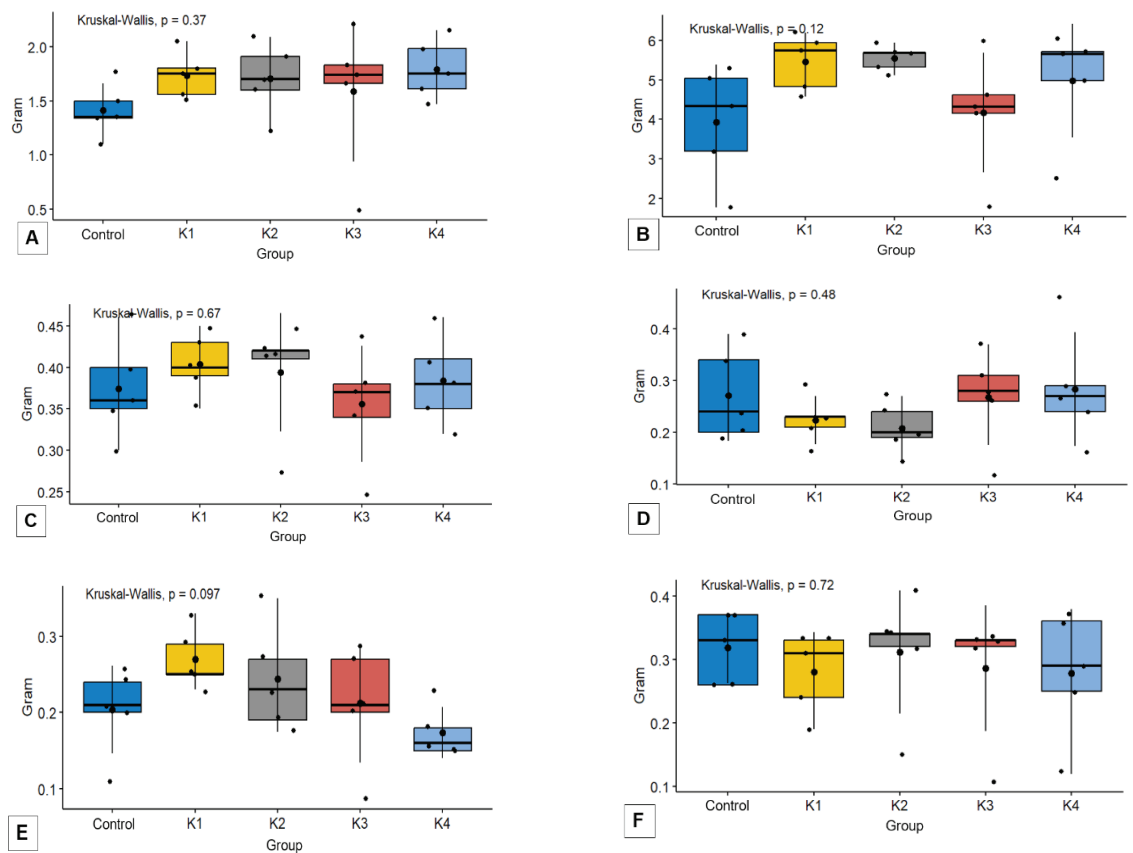 Kruskal-Wallis, p = 0.37
2.0
1.5
1.0
0.5
Gram
A
Control K1 K2 K3 K4
Group
Kruskal-Wallis, p = 0.12
6
5
4
3
2
Gram
B
Control K1 K2 K3 K4
Group
Kruskal-Wallis, p = 0.67
0.45
0.40
0.35
0.30
0.25
Gram
C
Control K1 K2 K3 K4
Group
Kruskal-Wallis, p = 0.48
0.4
0.3
0.2
0.1
Gram
D
Control K1 K2 K3 K4
Group
Kruskal-Wallis, p = 0.097
0.3
0.2
0.1
Gram
E
Control K1 K2 K3 K4
Group
Kruskal-Wallis, p = 0.72
0.4
0.3
0.2
0.1
Gram
F
Control K1 K2 K3 K4
Group